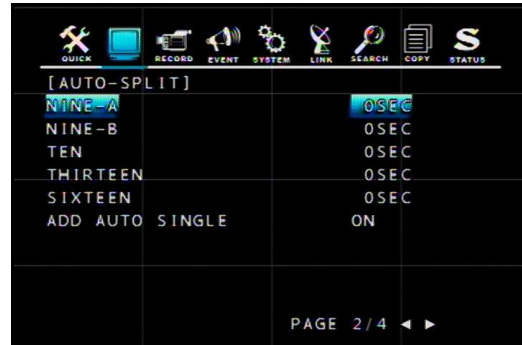 QUICK RECORD EVENT SYSTEM LINK SEARCH COPY STATUS
[AUTO-SPLIT]
NINE-A 0SEC
NINE-B 0SEC
TEN 0SEC
THIRTEEN 0SEC
SIXTEEN 0SEC
ADD AUTO SINGLE ON
PAGE 2/4 ◄ ►